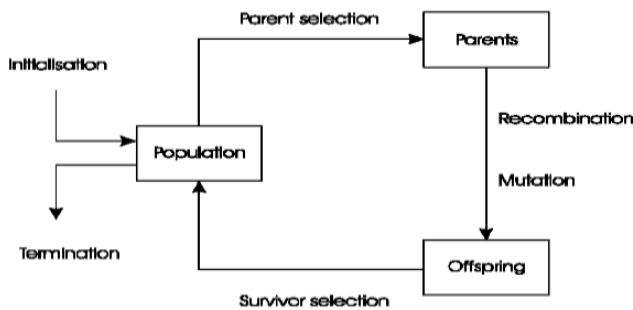 Parent selection
Parents
Initialisation
Recombination
Population
Mutation
Termination
Offspring
Survivor selection